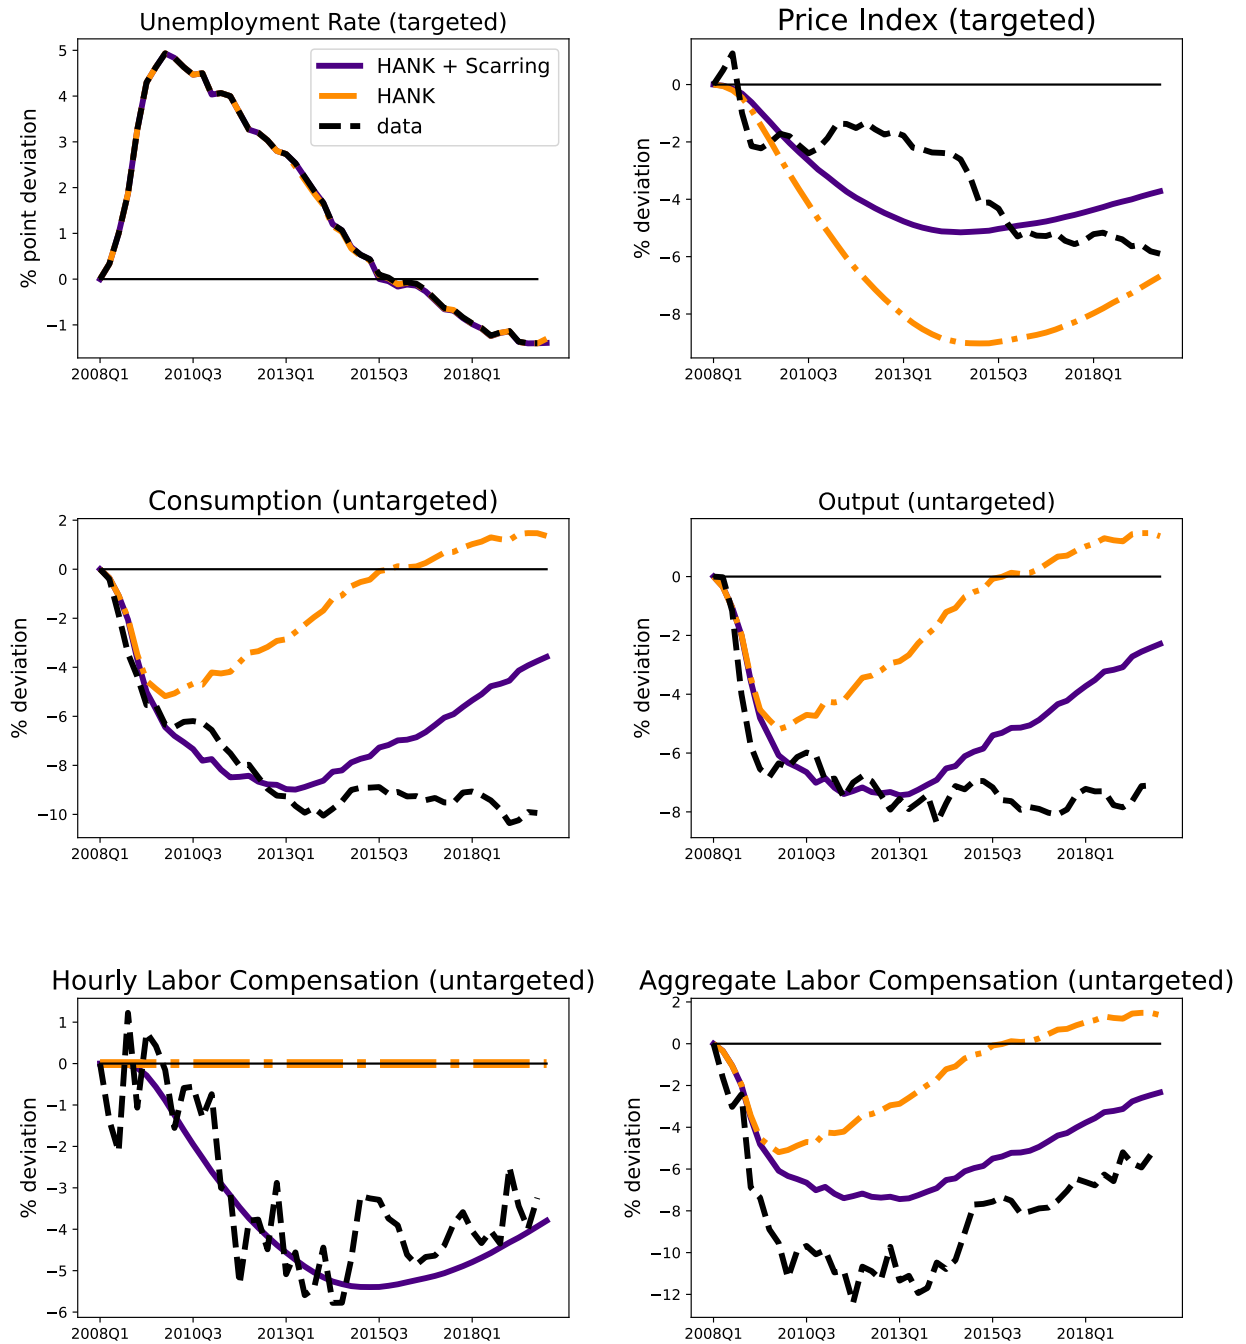 Unemployment Rate (targeted)
% point deviation
5
4
3
2
1
0
−1
HANK + Scarring
HANK
data
2008Q1 2010Q3 2013Q1 2015Q3 2018Q1
Price Index (targeted)
% deviation
0
−2
−4
−6
−8
2008Q1 2010Q3 2013Q1 2015Q3 2018Q1
Consumption (untargeted)
% deviation
2
0
−2
−4
−6
−8
−10
2008Q1 2010Q3 2013Q1 2015Q3 2018Q1
Output (untargeted)
% deviation
0
−2
−4
−6
−8
2008Q1 2010Q3 2013Q1 2015Q3 2018Q1
Hourly Labor Compensation (untargeted)
% deviation
1
0
−1
−2
−3
−4
−5
−6
2008Q1 2010Q3 2013Q1 2015Q3 2018Q1
Aggregate Labor Compensation (untargeted)
% deviation
2
0
−2
−4
−6
−8
−10
−12
2008Q1 2010Q3 2013Q1 2015Q3 2018Q1